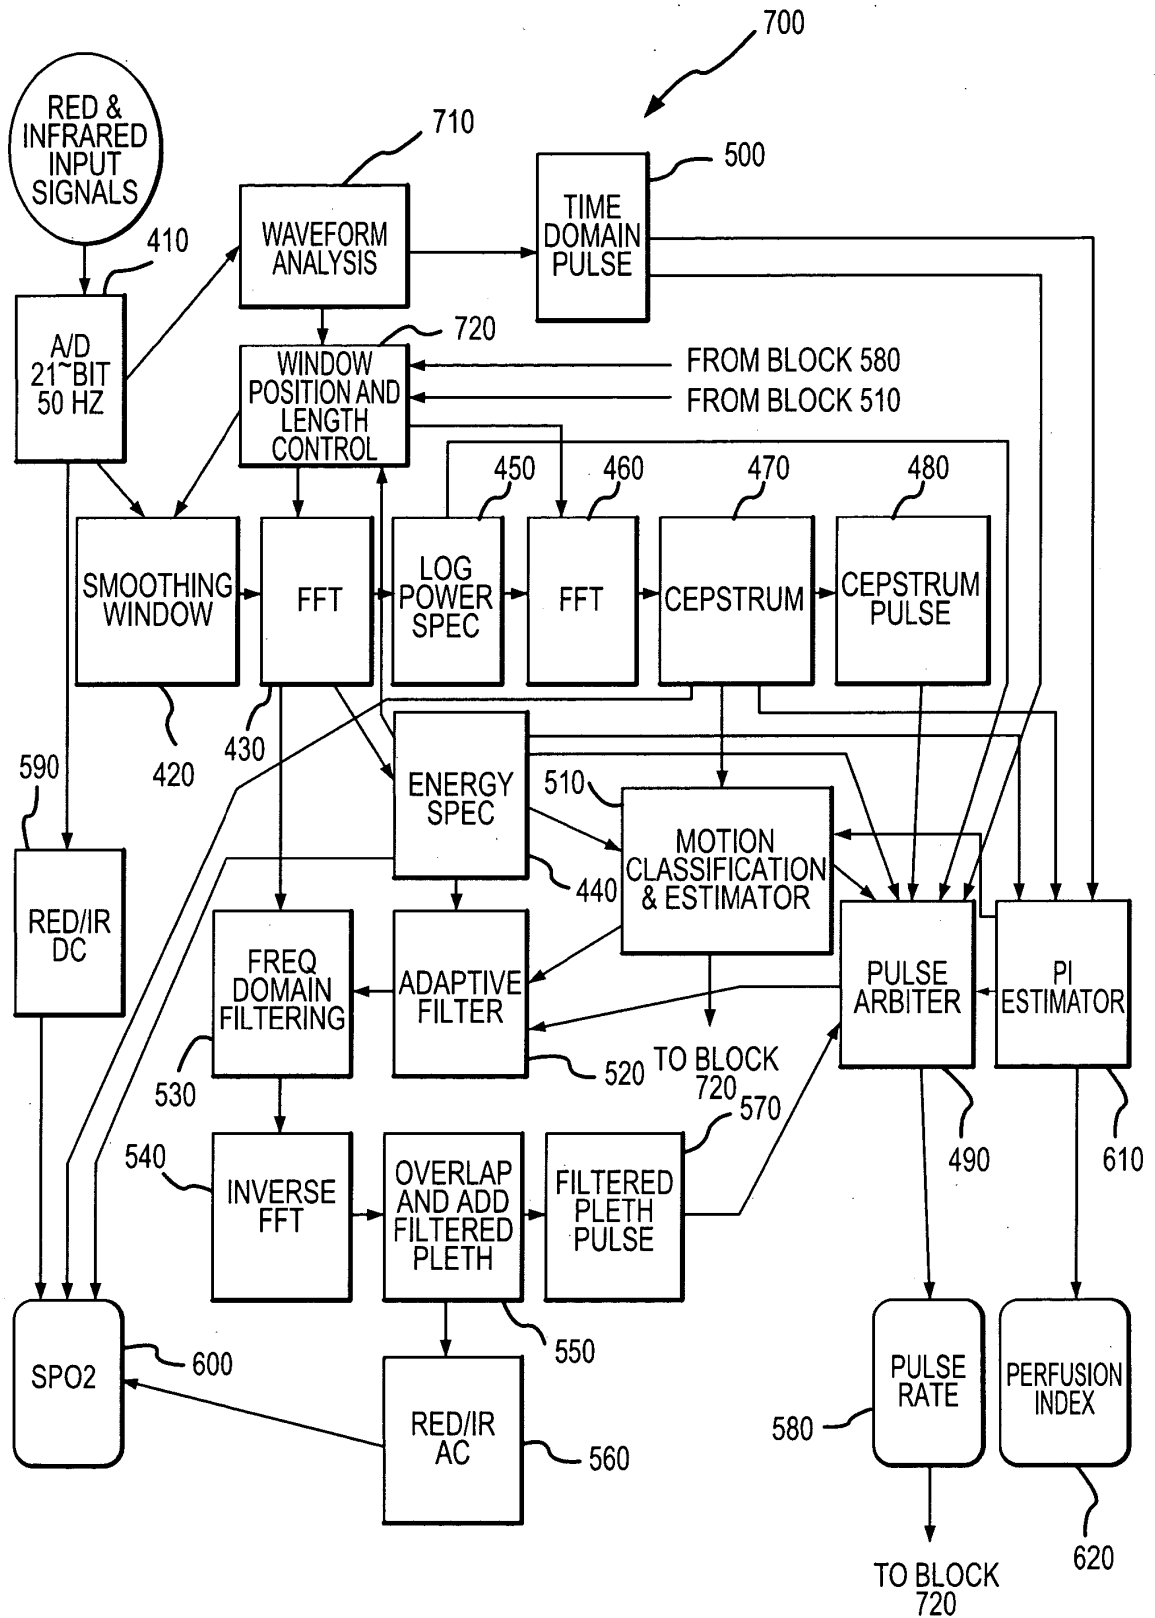 700
RED &
INFRARED
INPUT
SIGNALS
710
500
TIME
DOMAIN
PULSE
WAVEFORM
ANALYSIS
410
A/D
21~BIT
50 HZ
720
WINDOW
POSITION AND
LENGTH
CONTROL
FROM BLOCK 580
FROM BLOCK 510
450
460
470
480
SMOOTHING
WINDOW
FFT
LOG
POWER
SPEC
FFT
CEPSTRUM
CEPSTRUM
PULSE
420
430
590
ENERGY
SPEC
440
510
MOTION
CLASSIFICATION
& ESTIMATOR
RED/IR
DC
FREQ
DOMAIN
FILTERING
530
ADAPTIVE
FILTER
520
TO BLOCK
720
PULSE
ARBITER
490
PI
ESTIMATOR
610
540
INVERSE
FFT
OVERLAP
AND ADD
FILTERED
PLETH
550
570
FILTERED
PLETH
PULSE
SPO2
600
RED/IR
AC
560
PULSE
RATE
580
PERFUSION
INDEX
620
TO BLOCK
720